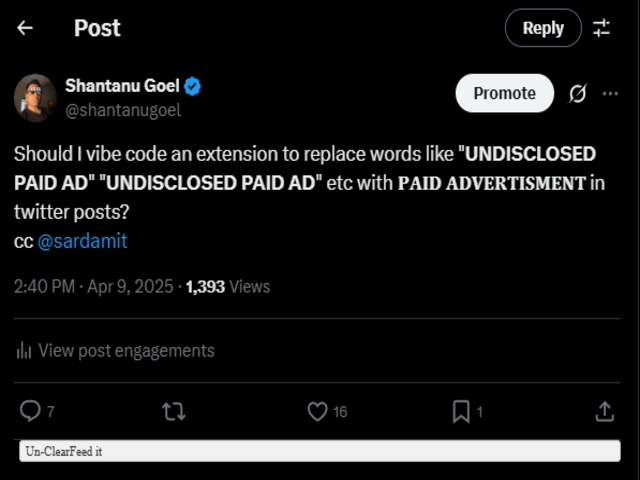 Post
Reply
Shantanu Goel
@shantanugoel
Promote
Should I vibe code an extension to replace words like "UNDISCLOSED
PAID AD" "UNDISCLOSED PAID AD" etc with PAID ADVERTISMENT in
twitter posts?
cc @sardamit
2:40 PM · Apr 9, 2025 · 1,393 Views
View post engagements
7 16 1
Un-ClearFeed it